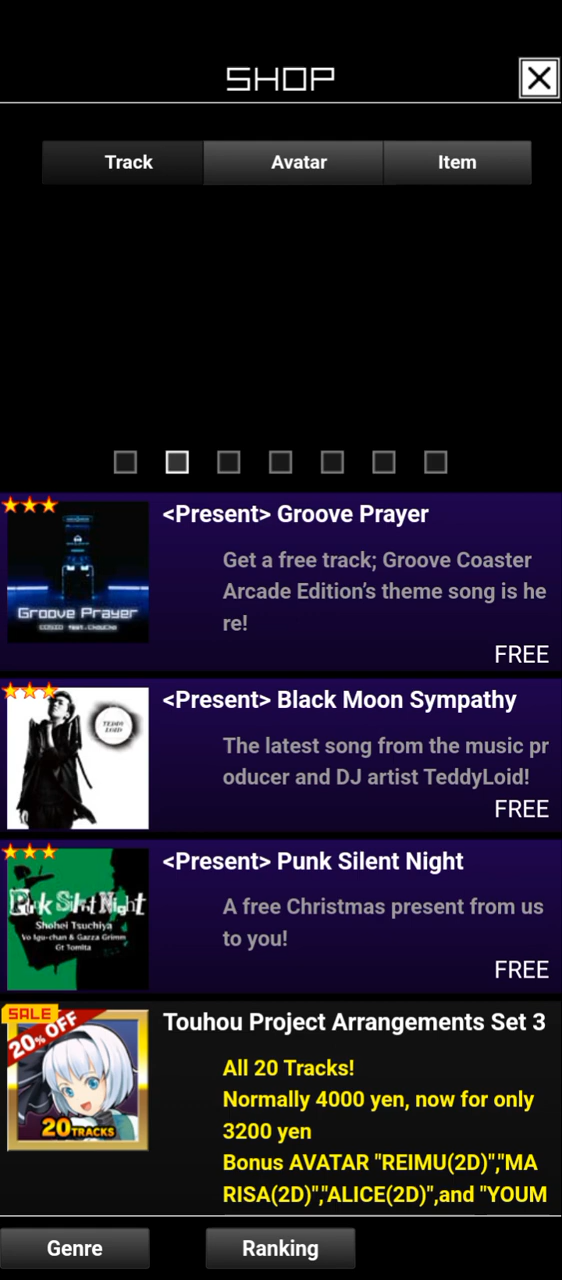 SHOP
Track
Avatar
Item
<Present> Groove Prayer
Get a free track; Groove Coaster
Arcade Edition’s theme song is he
re!
FREE
Groove Prayer
<Present> Black Moon Sympathy
The latest song from the music pr
oducer and DJ artist TeddyLoid!
FREE
TEDDY
LOID
<Present> Punk Silent Night
A free Christmas present from us
to you!
FREE
Punk Silent Night
Shohei Tsuchiya
Gt Tomita
SALE
20% OFF
20TRACKS
Touhou Project Arrangements Set 3
All 20 Tracks!
Normally 4000 yen, now for only
3200 yen
Bonus AVATAR "REIMU(2D)","MA
RISA(2D)","ALICE(2D)",and "YOUM
Genre
Ranking